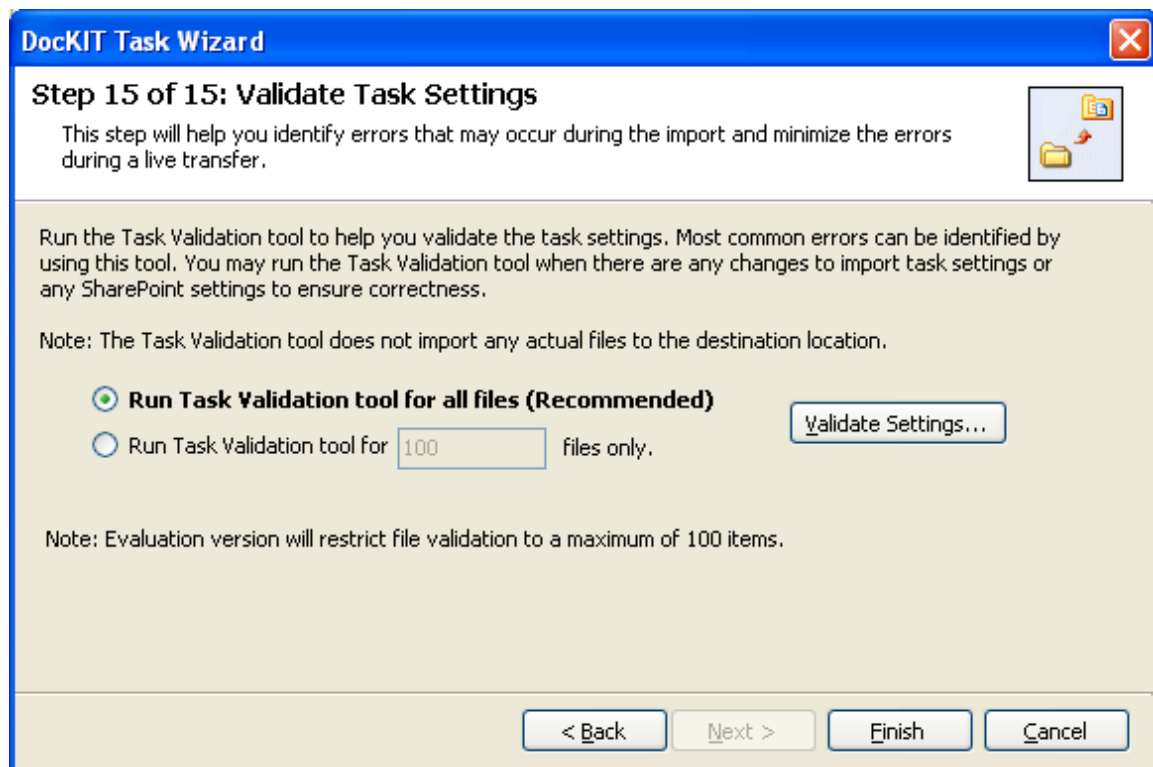 DocKIT Task Wizard
Step 15 of 15: Validate Task Settings
This step will help you identify errors that may occur during the import and minimize the errors
during a live transfer.
Run the Task Validation tool to help you validate the task settings. Most common errors can be identified by
using this tool. You may run the Task Validation tool when there are any changes to import task settings or
any SharePoint settings to ensure correctness.
Note: The Task Validation tool does not import any actual files to the destination location.
Run Task Validation tool for all files (Recommended)
Validate Settings...
Run Task Validation tool for 100 files only.
Note: Evaluation version will restrict file validation to a maximum of 100 items.
< Back Next > Finish Cancel